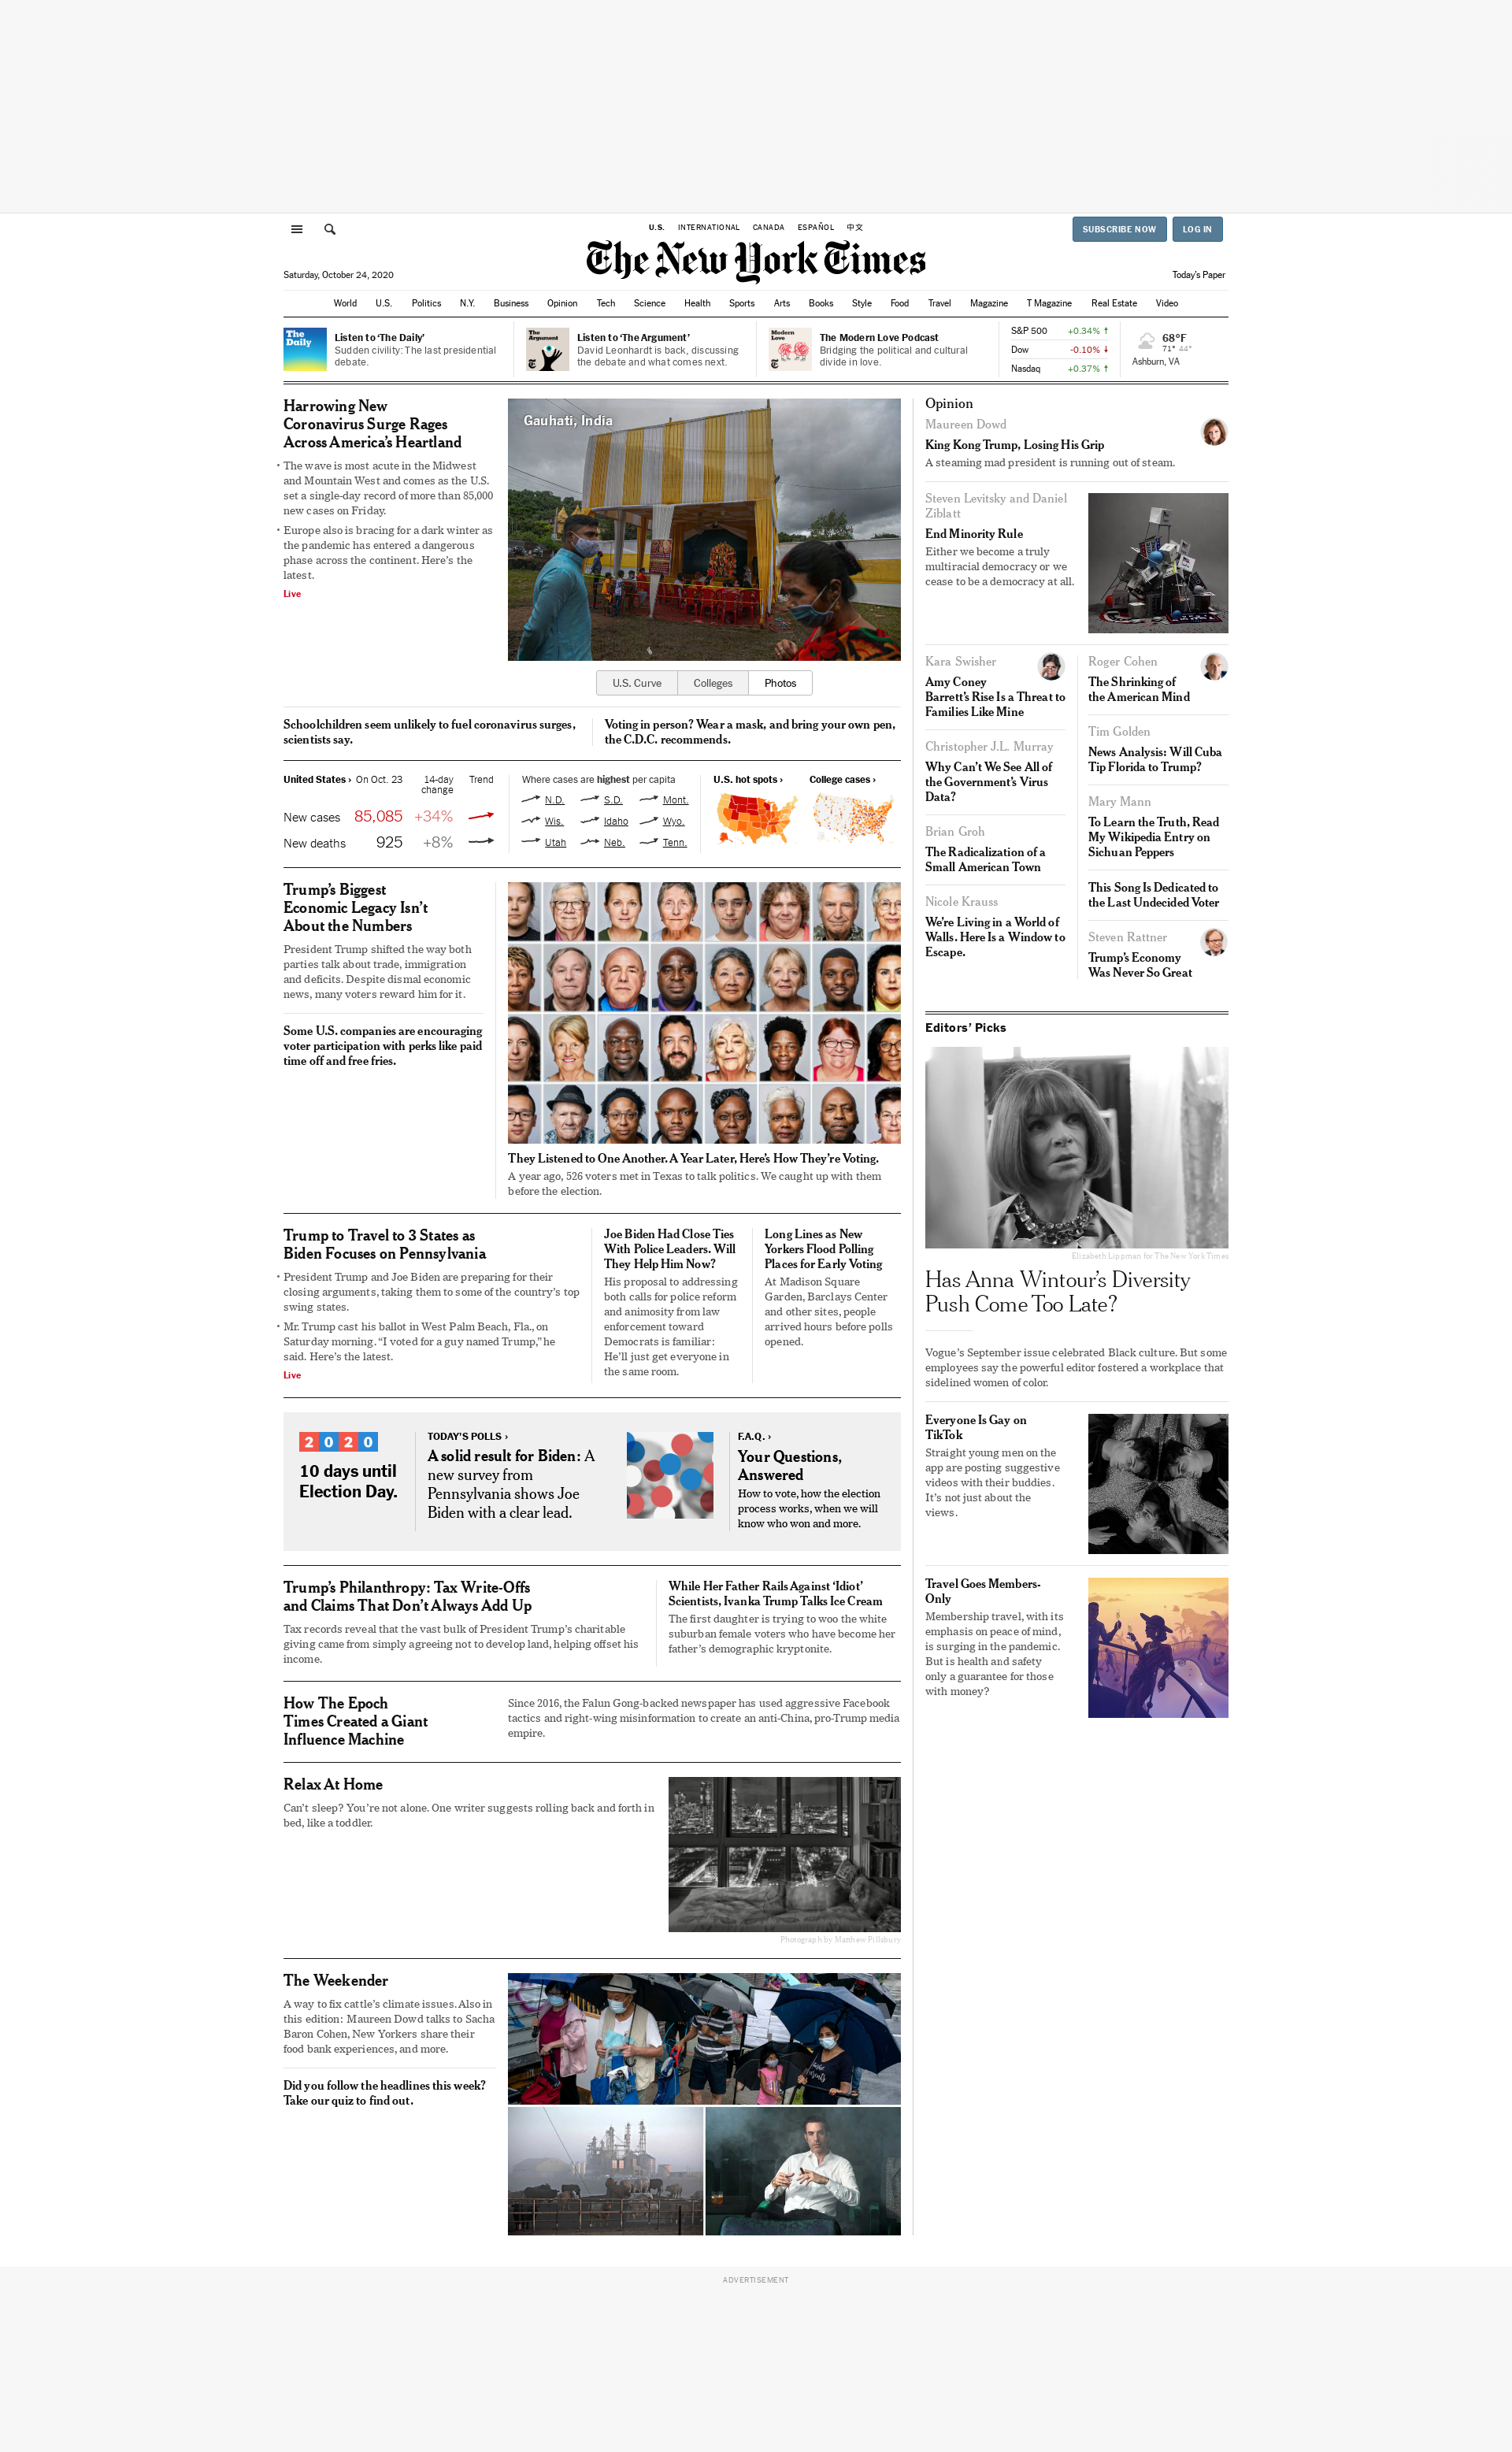 U.S. INTERNATIONAL CANADA ESPAÑOL 中文
SUBSCRIBE NOW
LOG IN
The New York Times
Saturday, October 24, 2020
Today's Paper
World U.S. Politics N.Y. Business Opinion Tech Science Health Sports Arts Books Style Food Travel Magazine T Magazine Real Estate Video
The
Daily
Listen to ‘The Daily’
Sudden civility: The last presidential
debate.
The
Argument
Listen to ‘The Argument’
David Leonhardt is back, discussing
the debate and what comes next.
Modern
Love
The Modern Love Podcast
Bridging the political and cultural
divide in love.
S&P 500 +0.34% ↑
Dow -0.10% ↓
Nasdaq +0.37% ↑
68°F
71° 44°
Ashburn, VA
Harrowing New
Coronavirus Surge Rages
Across America’s Heartland
• The wave is most acute in the Midwest
and Mountain West and comes as the U.S.
set a single-day record of more than 85,000
new cases on Friday.
• Europe also is bracing for a dark winter as
the pandemic has entered a dangerous
phase across the continent. Here’s the
latest.
Live
Gauhati, India
U.S. Curve Colleges Photos
Schoolchildren seem unlikely to fuel coronavirus surges,
scientists say.
Voting in person? Wear a mask, and bring your own pen,
the C.D.C. recommends.
United States › On Oct. 23 14-day Trend
change
New cases 85,085 +34%
New deaths 925 +8%
Where cases are highest per capita
N.D. S.D. Mont.
Wis. Idaho Wyo.
Utah Neb. Tenn.
U.S. hot spots ›
College cases ›
Trump’s Biggest
Economic Legacy Isn’t
About the Numbers
President Trump shifted the way both
parties talk about trade, immigration
and deficits. Despite dismal economic
news, many voters reward him for it.
Some U.S. companies are encouraging
voter participation with perks like paid
time off and free fries.
They Listened to One Another. A Year Later, Here’s How They’re Voting.
A year ago, 526 voters met in Texas to talk politics. We caught up with them
before the election.
Trump to Travel to 3 States as
Biden Focuses on Pennsylvania
• President Trump and Joe Biden are preparing for their
closing arguments, taking them to some of the country’s top
swing states.
• Mr. Trump cast his ballot in West Palm Beach, Fla., on
Saturday morning. “I voted for a guy named Trump,” he
said. Here’s the latest.
Live
Joe Biden Had Close Ties
With Police Leaders. Will
They Help Him Now?
His proposal to addressing
both calls for police reform
and animosity from law
enforcement toward
Democrats is familiar:
He’ll just get everyone in
the same room.
Long Lines as New
Yorkers Flood Polling
Places for Early Voting
At Madison Square
Garden, Barclays Center
and other sites, people
arrived hours before polls
opened.
2020
10 days until
Election Day.
TODAY’S POLLS ›
A solid result for Biden: A
new survey from
Pennsylvania shows Joe
Biden with a clear lead.
F.A.Q. ›
Your Questions,
Answered
How to vote, how the election
process works, when we will
know who won and more.
Trump’s Philanthropy: Tax Write-Offs
and Claims That Don’t Always Add Up
Tax records reveal that the vast bulk of President Trump’s charitable
giving came from simply agreeing not to develop land, helping offset his
income.
While Her Father Rails Against ‘Idiot’
Scientists, Ivanka Trump Talks Ice Cream
The first daughter is trying to woo the white
suburban female voters who have become her
father’s demographic kryptonite.
How The Epoch
Times Created a Giant
Influence Machine
Since 2016, the Falun Gong-backed newspaper has used aggressive Facebook
tactics and right-wing misinformation to create an anti-China, pro-Trump media
empire.
Relax At Home
Can’t sleep? You’re not alone. One writer suggests rolling back and forth in
bed, like a toddler.
Photograph by Matthew Pillsbury
The Weekender
A way to fix cattle’s climate issues. Also in
this edition: Maureen Dowd talks to Sacha
Baron Cohen, New Yorkers share their
food bank experiences, and more.
Did you follow the headlines this week?
Take our quiz to find out.
Opinion
Maureen Dowd
King Kong Trump, Losing His Grip
A steaming mad president is running out of steam.
Steven Levitsky and Daniel
Ziblatt
End Minority Rule
Either we become a truly
multiracial democracy or we
cease to be a democracy at all.
Kara Swisher
Amy Coney
Barrett’s Rise Is a Threat to
Families Like Mine
Christopher J.L. Murray
Why Can’t We See All of
the Government’s Virus
Data?
Brian Groh
The Radicalization of a
Small American Town
Nicole Krauss
We’re Living in a World of
Walls. Here Is a Window to
Escape.
Roger Cohen
The Shrinking of
the American Mind
Tim Golden
News Analysis: Will Cuba
Tip Florida to Trump?
Mary Mann
To Learn the Truth, Read
My Wikipedia Entry on
Sichuan Peppers
This Song Is Dedicated to
the Last Undecided Voter
Steven Rattner
Trump’s Economy
Was Never So Great
Editors’ Picks
Elizabeth Lippman for The New York Times
Has Anna Wintour’s Diversity
Push Come Too Late?
Vogue’s September issue celebrated Black culture. But some
employees say the powerful editor fostered a workplace that
sidelined women of color.
Everyone Is Gay on
TikTok
Straight young men on the
app are posting suggestive
videos with their buddies.
It’s not just about the
views.
Travel Goes Members-
Only
Membership travel, with its
emphasis on peace of mind,
is surging in the pandemic.
But is health and safety
only a guarantee for those
with money?
ADVERTISEMENT